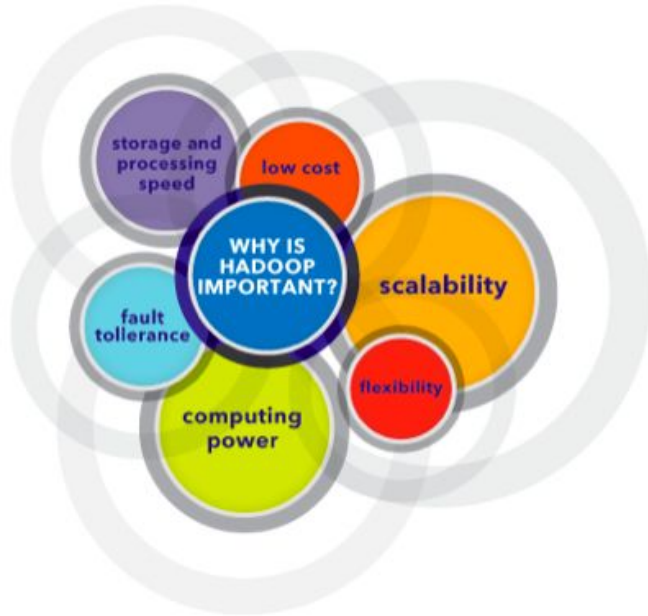 storage and
processing
speed
low cost
WHY IS
HADOOP
IMPORTANT?
scalability
fault
tollerance
flexibility
computing
power